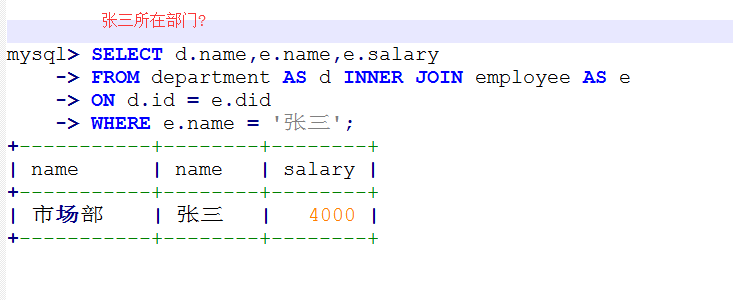 张三所在部门?
mysql> SELECT d.name,e.name,e.salary
    -> FROM department AS d INNER JOIN employee AS e
    -> ON d.id = e.did
    -> WHERE e.name = '张三';
+-----------+--------+--------+
| name      | name   | salary |
+-----------+--------+--------+
| 市场部    | 张三   |   4000 |
+-----------+--------+--------+